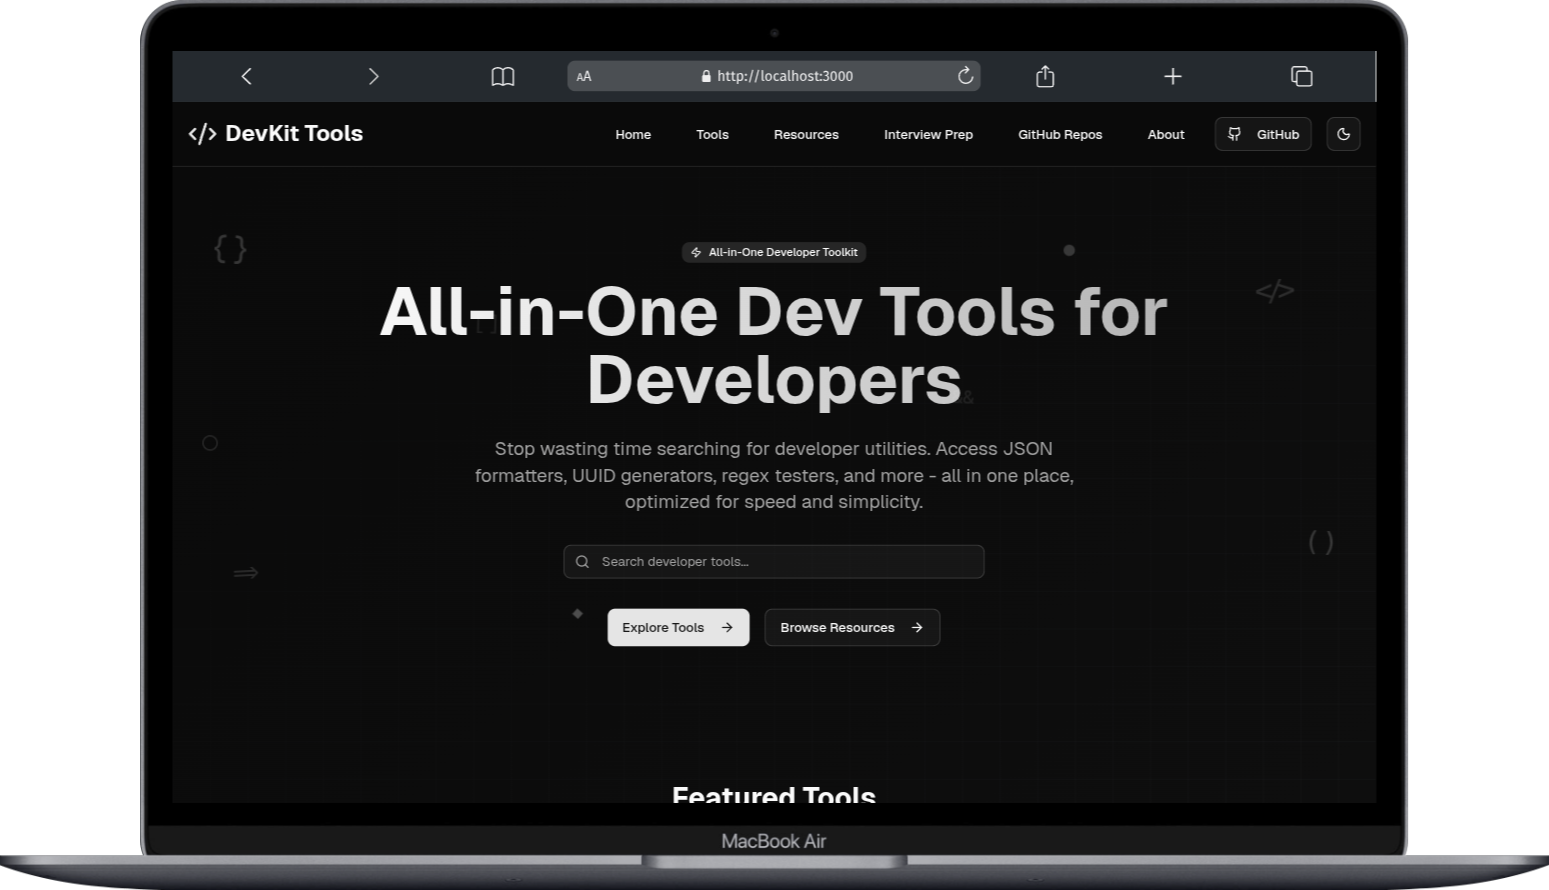 AA http://localhost:3000
</> DevKit Tools
Home Tools Resources Interview Prep GitHub Repos About GitHub
{ }
All-in-One Developer Toolkit
</>
All-in-One Dev Tools for
[ ]
Developers
&&
Stop wasting time searching for developer utilities. Access JSON
formatters, UUID generators, regex testers, and more - all in one place,
optimized for speed and simplicity.
( )
Search developer tools...
⇒
Explore Tools → Browse Resources →
Featured Tools
MacBook Air